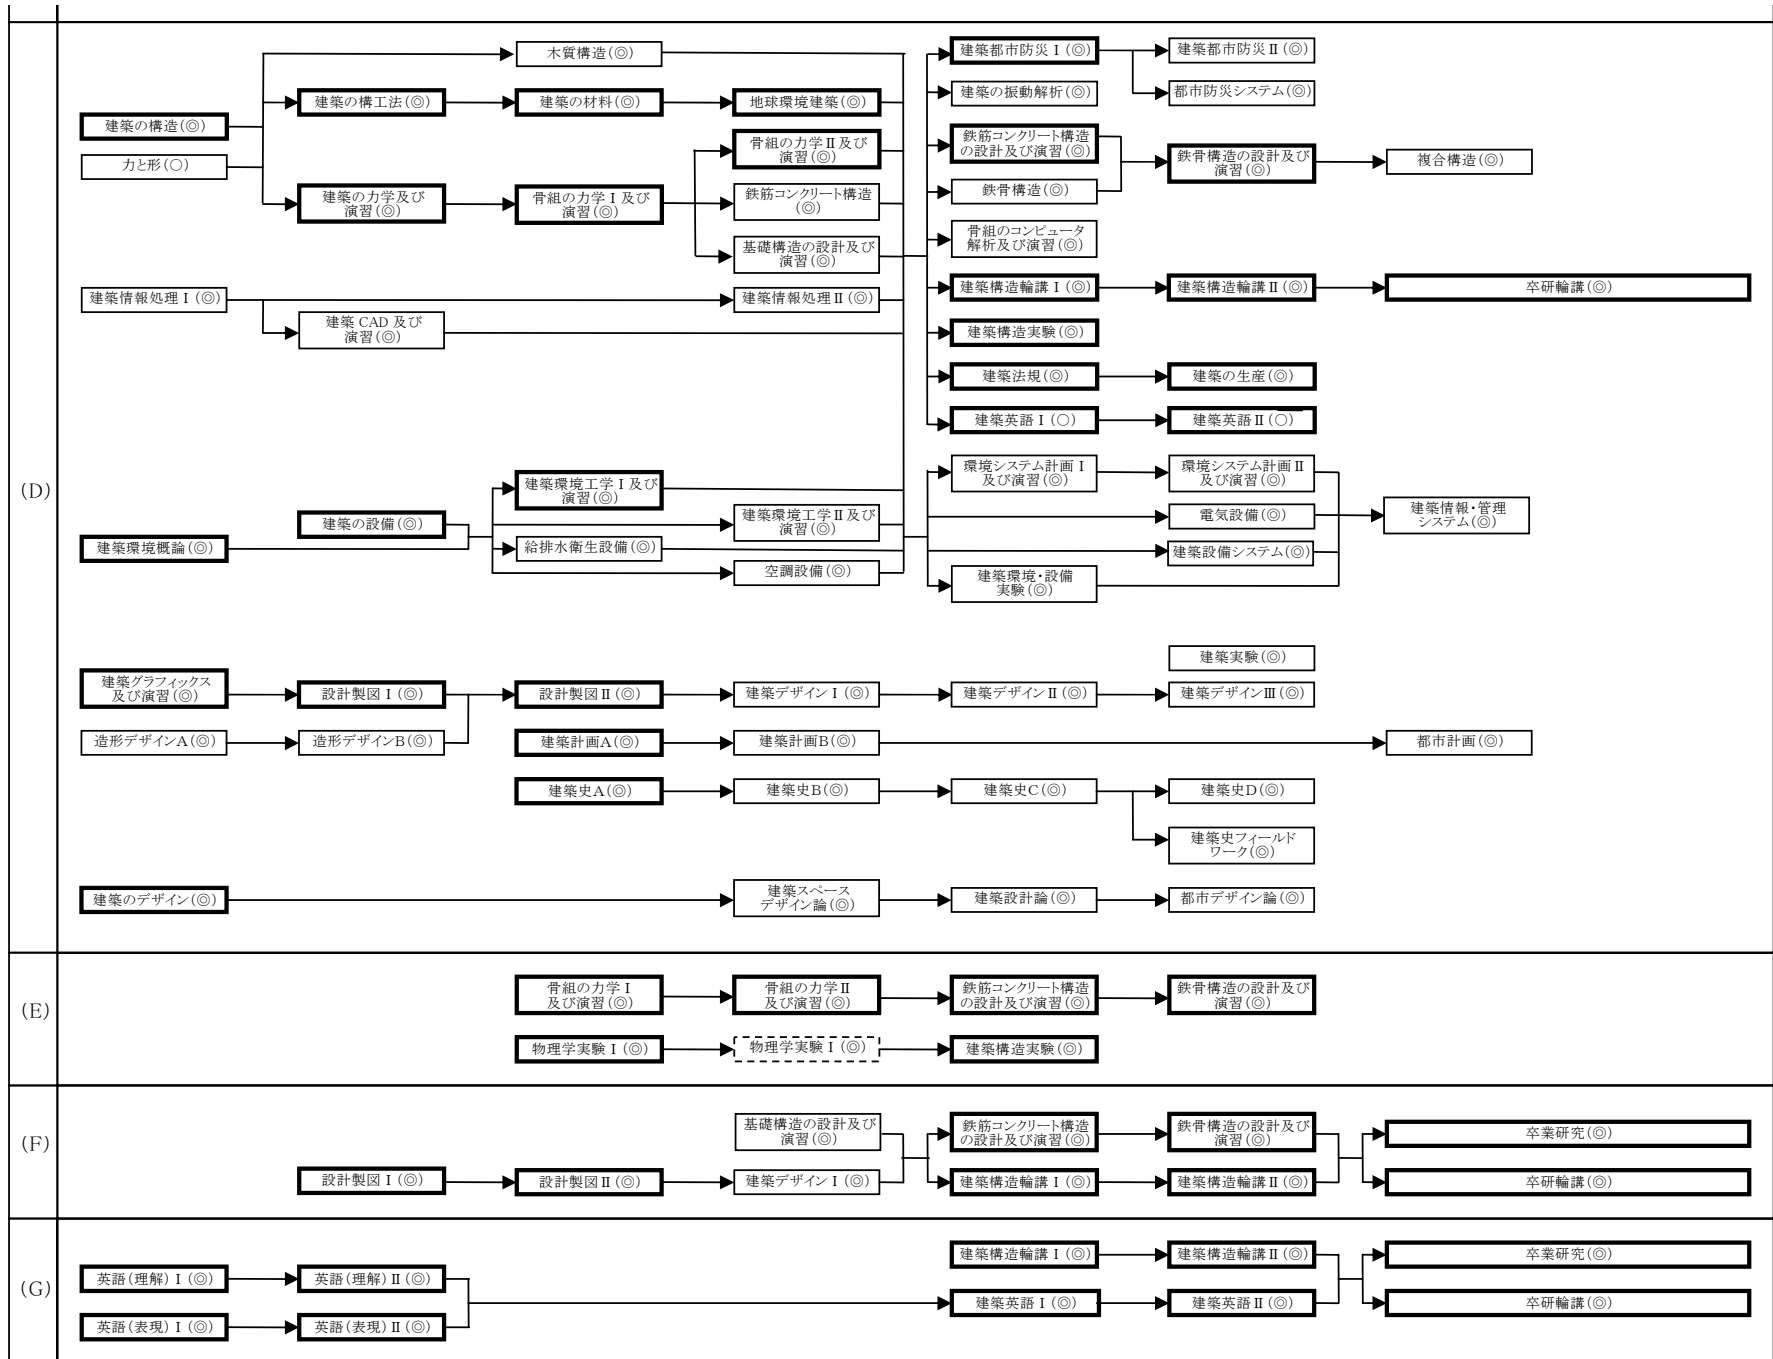 (D)
木質構造(◎)
建築都市防災Ⅰ(◎)
建築都市防災Ⅱ(◎)
建築の構工法(◎)
建築の材料(◎)
地球環境建築(◎)
建築の振動解析(◎)
都市防災システム(◎)
建築の構造(◎)
力と形(○)
骨組の力学Ⅱ及び
演習(◎)
鉄筋コンクリート構造
の設計及び演習(◎)
鉄骨構造の設計及び
演習(◎)
複合構造(◎)
建築の力学及び
演習(◎)
骨組の力学Ⅰ及び
演習(◎)
鉄筋コンクリート構造
(◎)
鉄骨構造(◎)
基礎構造の設計及び
演習(◎)
骨組のコンピュータ
解析及び演習(◎)
建築情報処理Ⅰ(◎)
建築情報処理Ⅱ(◎)
建築構造輪講Ⅰ(◎)
建築構造輪講Ⅱ(◎)
卒研輪講(◎)
建築 CAD 及び
演習(◎)
建築構造実験(◎)
建築法規(◎)
建築の生産(◎)
建築英語Ⅰ(○)
建築英語Ⅱ(○)
建築環境工学Ⅰ及び
演習(◎)
環境システム計画Ⅰ
及び演習(◎)
環境システム計画Ⅱ
及び演習(◎)
建築の設備(◎)
建築環境工学Ⅱ及び
演習(◎)
電気設備(◎)
建築情報・管理
システム(◎)
建築環境概論(◎)
給排水衛生設備(◎)
建築設備システム(◎)
空調設備(◎)
建築環境・設備
実験(◎)
建築実験(◎)
建築グラフィックス
及び演習(◎)
設計製図Ⅰ(◎)
設計製図Ⅱ(◎)
建築デザインⅠ(◎)
建築デザインⅡ(◎)
建築デザインⅢ(◎)
造形デザインA(◎)
造形デザインB(◎)
建築計画A(◎)
建築計画B(◎)
都市計画(◎)
建築史A(◎)
建築史B(◎)
建築史C(◎)
建築史D(◎)
建築史フィールド
ワーク(◎)
建築のデザイン(◎)
建築スペース
デザイン論(◎)
建築設計論(◎)
都市デザイン論(◎)
(E)
骨組の力学Ⅰ
及び演習(◎)
骨組の力学Ⅱ
及び演習(◎)
鉄筋コンクリート構造
の設計及び演習(◎)
鉄骨構造の設計及び
演習(◎)
物理学実験Ⅰ(◎)
物理学実験Ⅰ(◎)
建築構造実験(◎)
(F)
基礎構造の設計及び
演習(◎)
鉄筋コンクリート構造
の設計及び演習(◎)
鉄骨構造の設計及び
演習(◎)
卒業研究(◎)
設計製図Ⅰ(◎)
設計製図Ⅱ(◎)
建築デザインⅠ(◎)
建築構造輪講Ⅰ(◎)
建築構造輪講Ⅱ(◎)
卒研輪講(◎)
(G)
建築構造輪講Ⅰ(◎)
建築構造輪講Ⅱ(◎)
卒業研究(◎)
英語(理解)Ⅰ(◎)
英語(理解)Ⅱ(◎)
建築英語Ⅰ(◎)
建築英語Ⅱ(◎)
卒研輪講(◎)
英語(表現)Ⅰ(◎)
英語(表現)Ⅱ(◎)